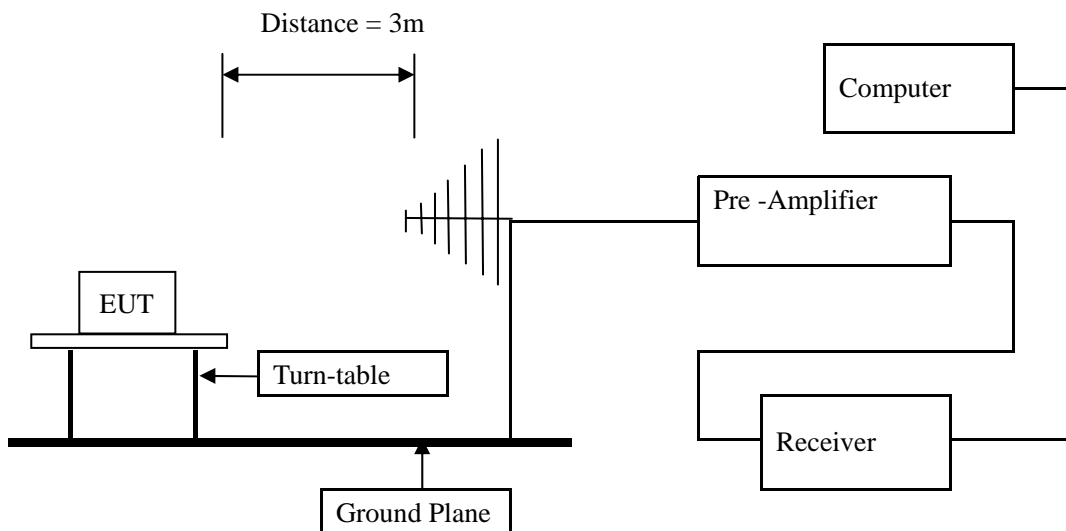 Distance = 3m
Computer
Pre -Amplifier
EUT
Turn-table
Receiver
Ground Plane